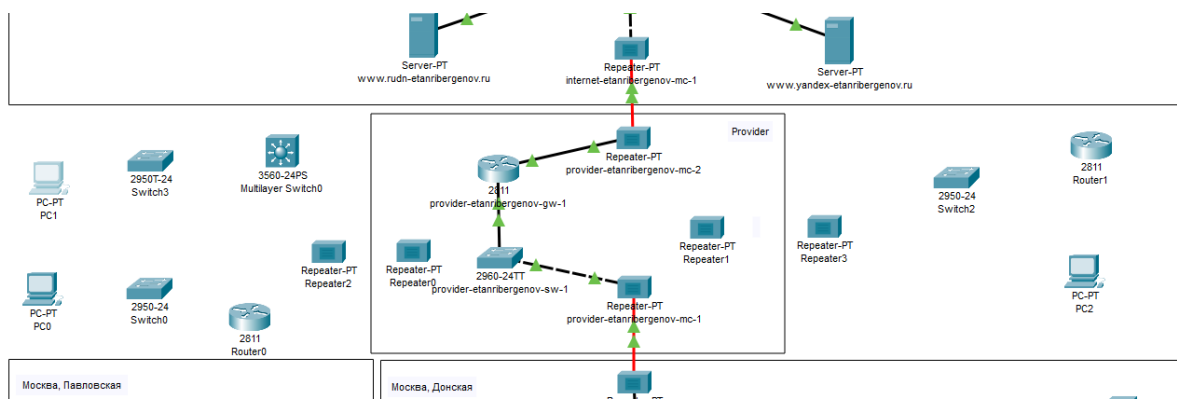 Server-PT
www.rudn-etanribergenov.ru
Repeater-PT
internet-etanribergenov-mc-1
Server-PT
www.yandex-etanribergenov.ru
Provider
PC-PT
PC1
2950T-24
Switch3
3560-24PS
Multilayer Switch0
2811
provider-etanribergenov-gw-1
Repeater-PT
provider-etanribergenov-mc-2
2950-24
Switch2
2811
Router1
PC-PT
PC0
2950-24
Switch0
2811
Router0
Repeater-PT
Repeater2
Repeater-PT
Repeater0
2960-24TT
provider-etanribergenov-sw-1
Repeater-PT
provider-etanribergenov-mc-1
Repeater-PT
Repeater1
Repeater-PT
Repeater3
PC-PT
PC2
Москва, Павловская
Москва, Донская